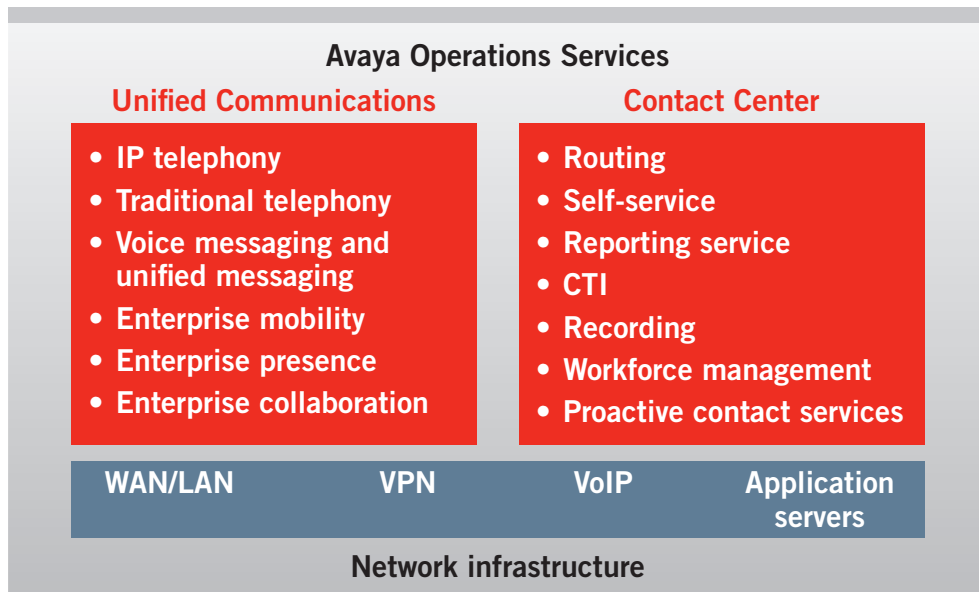 Avaya Operations Services
Unified Communications
• IP telephony
• Traditional telephony
• Voice messaging and
unified messaging
• Enterprise mobility
• Enterprise presence
• Enterprise collaboration
Contact Center
• Routing
• Self-service
• Reporting service
• CTI
• Recording
• Workforce management
• Proactive contact services
WAN/LAN VPN VoIP Application
servers
Network infrastructure